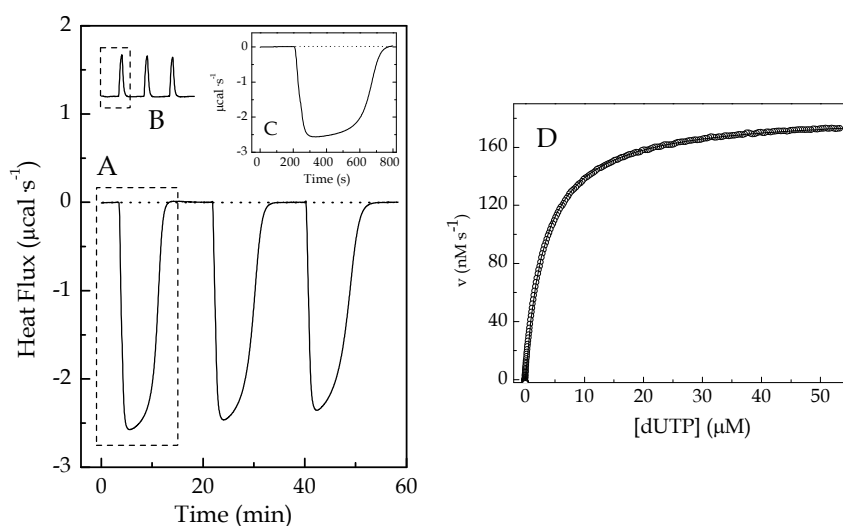 2
1
0
-1
-2
-3
Heat Flux (µcal·s⁻¹)
0
20
40
60
Time (min)
A
B
C
0
-1
-2
-3
µcal·s⁻¹
0 200 400 600 800
Time (s)
D
160
120
80
40
0
v (nM s⁻¹)
0 10 20 30 40 50
[dUTP] (µM)